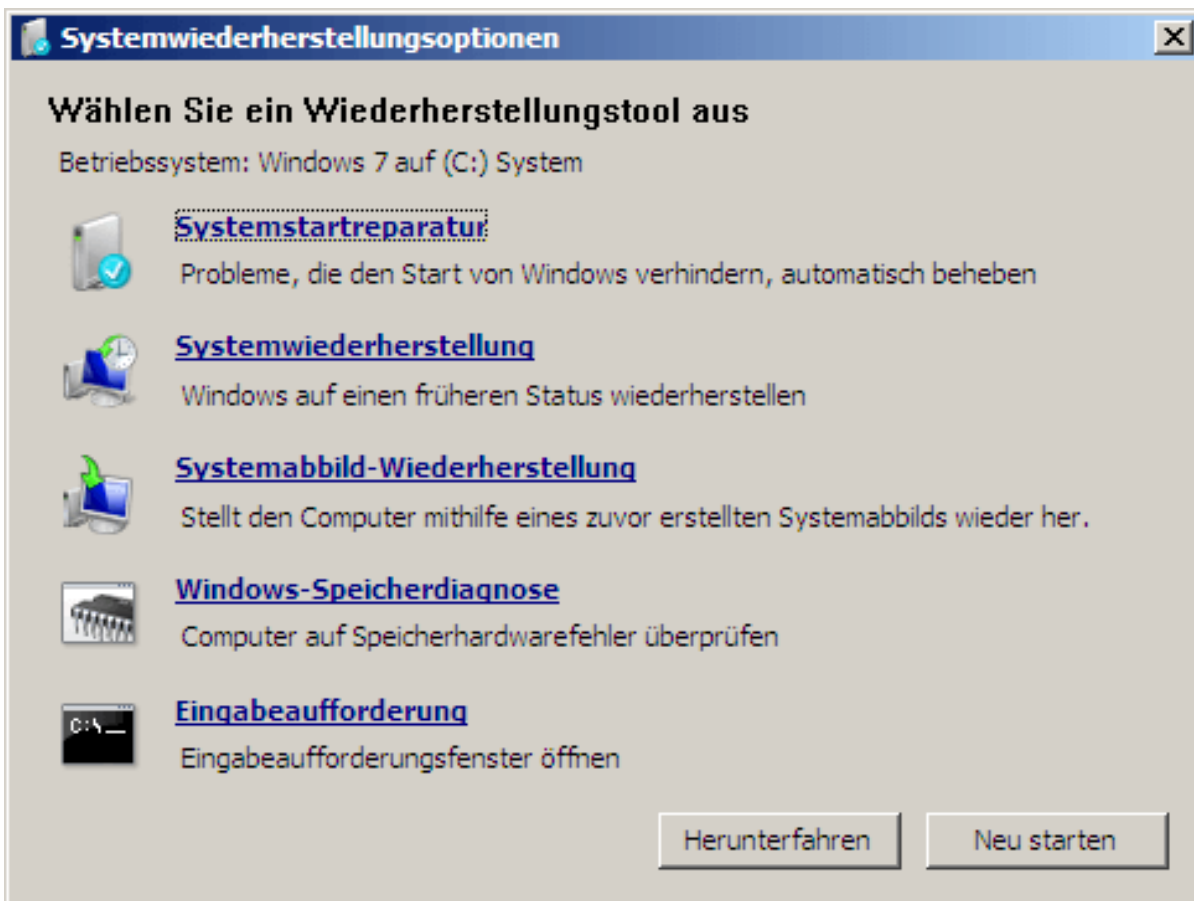 Systemwiederherstellungsoptionen
Wählen Sie ein Wiederherstellungstool aus
Betriebssystem: Windows 7 auf (C:) System
Systemstartreparatur
Probleme, die den Start von Windows verhindern, automatisch beheben
Systemwiederherstellung
Windows auf einen früheren Status wiederherstellen
Systemabbild-Wiederherstellung
Stellt den Computer mithilfe eines zuvor erstellten Systemabbilds wieder her.
Windows-Speicherdiagnose
Computer auf Speicherhardwarefehler überprüfen
C:\_
Eingabeaufforderung
Eingabeaufforderungsfenster öffnen
Herunterfahren
Neu starten